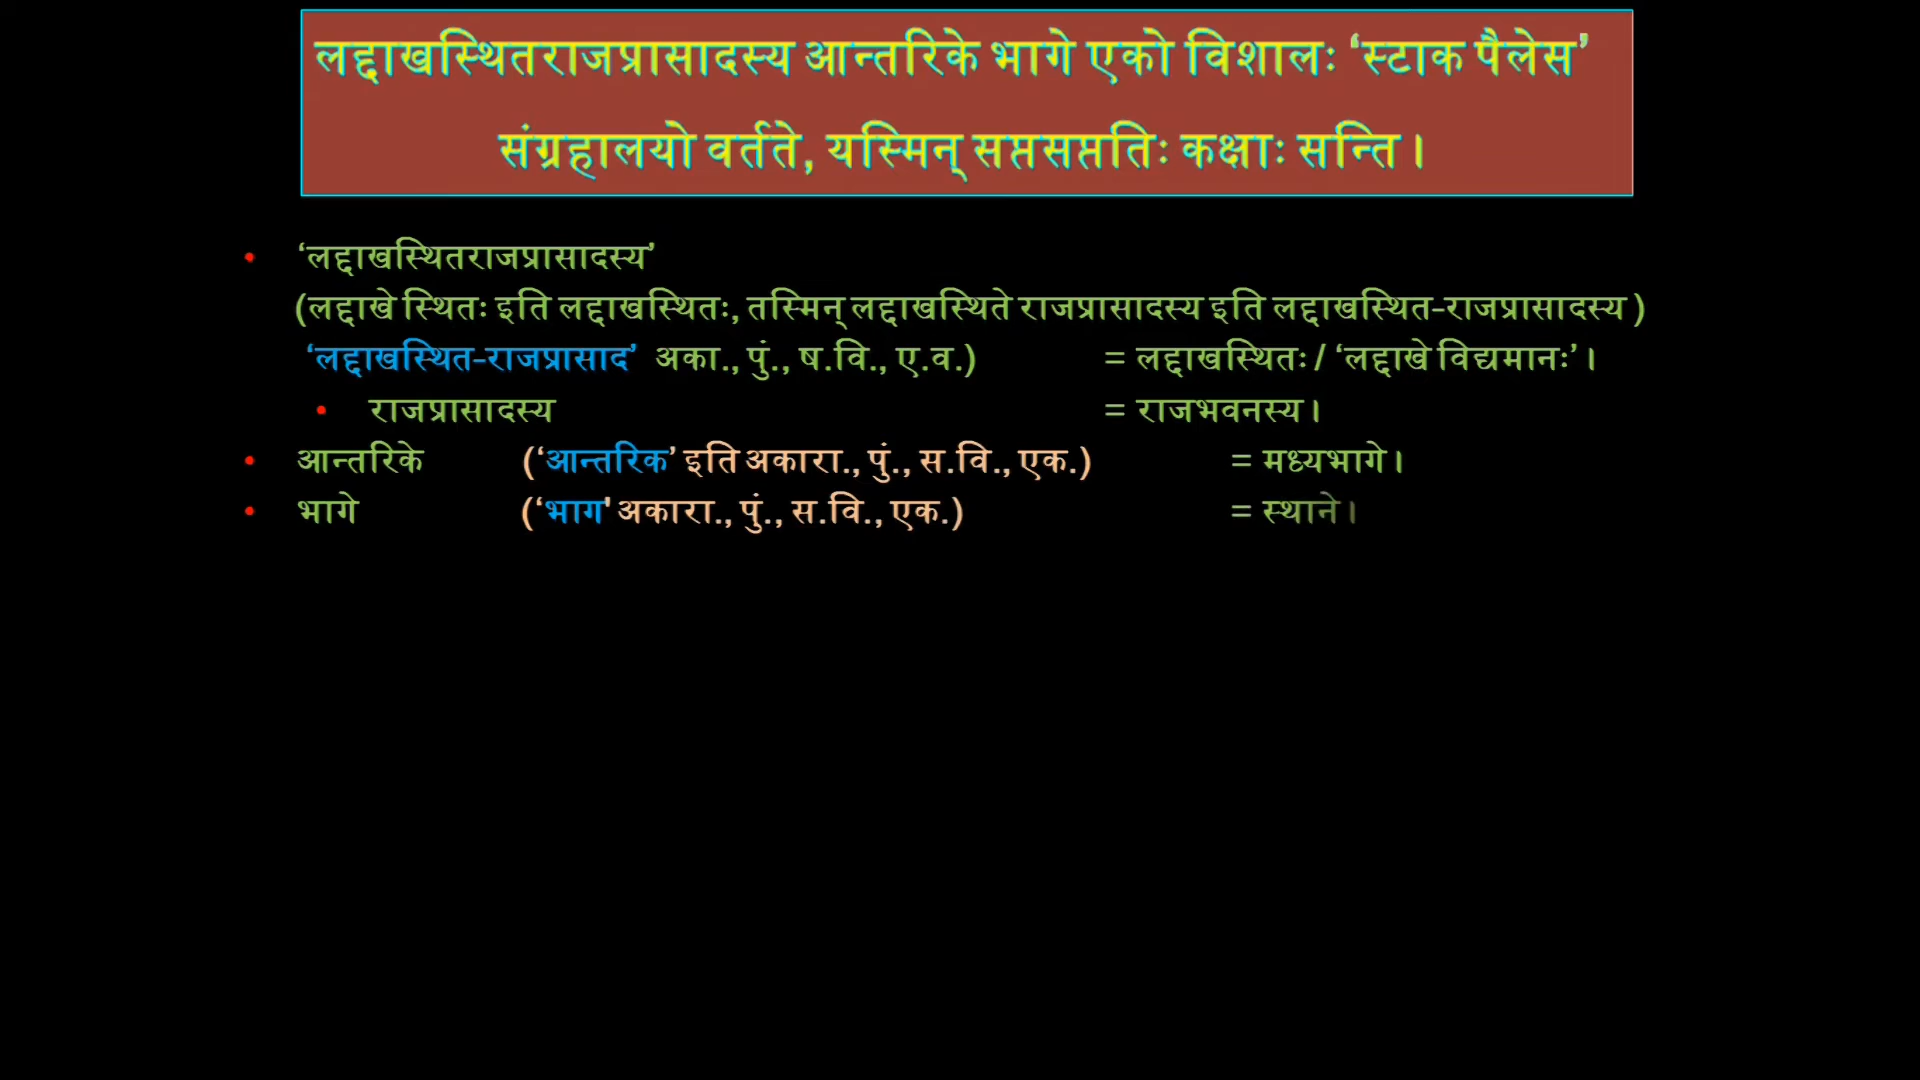 लद्दाखस्थितराजप्रासादस्य आन्तरिके भागे एको विशालः ‘स्टाक पैलेस’
संग्रहालयो वर्तते, यस्मिन् सप्तसप्ततिः कक्षाः सन्ति।
• ‘लद्दाखस्थितराजप्रासादस्य’
(लद्दाखे स्थितः इति लद्दाखस्थितः, तस्मिन् लद्दाखस्थिते राजप्रासादस्य इति लद्दाखस्थित-राजप्रासादस्य )
‘लद्दाखस्थित-राजप्रासाद’ अका., पुं., ष.वि., ए.व.) = लद्दाखस्थितः / ‘लद्दाखे विद्यमानः’।
• राजप्रासादस्य = राजभवनस्य।
• आन्तरिके (‘आन्तरिक’ इति अकारा., पुं., स.वि., एक.) = मध्यभागे।
• भागे (‘भाग' अकारा., पुं., स.वि., एक.) = स्थाने।